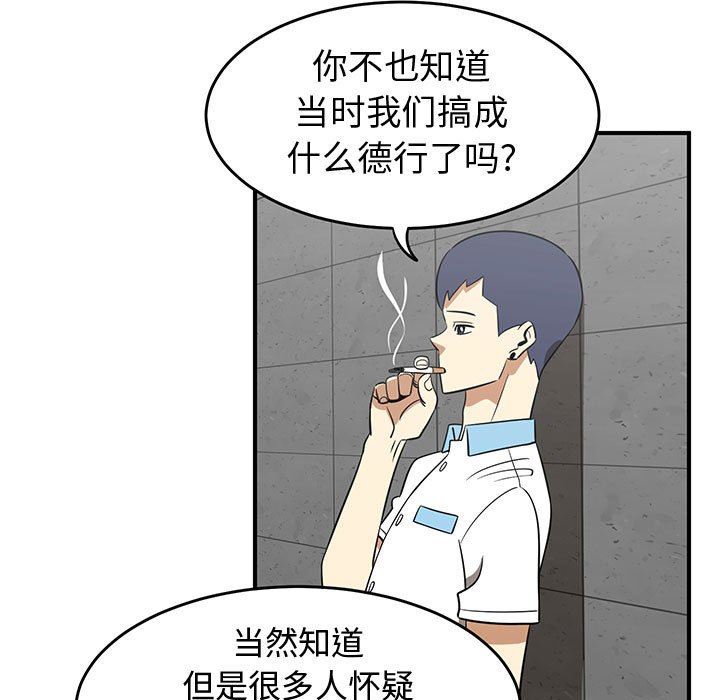 你不也知道
当时我们搞成
什么德行了吗?
当然知道
但是很多人怀疑